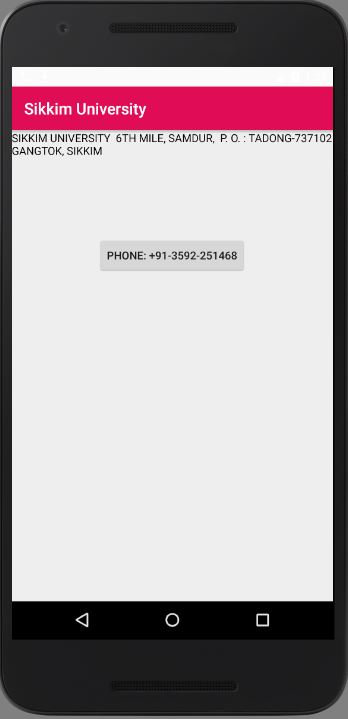 Sikkim University
SIKKIM UNIVERSITY  6TH MILE, SAMDUR,  P. O. : TADONG-737102
GANGTOK, SIKKIM
PHONE: +91-3592-251468